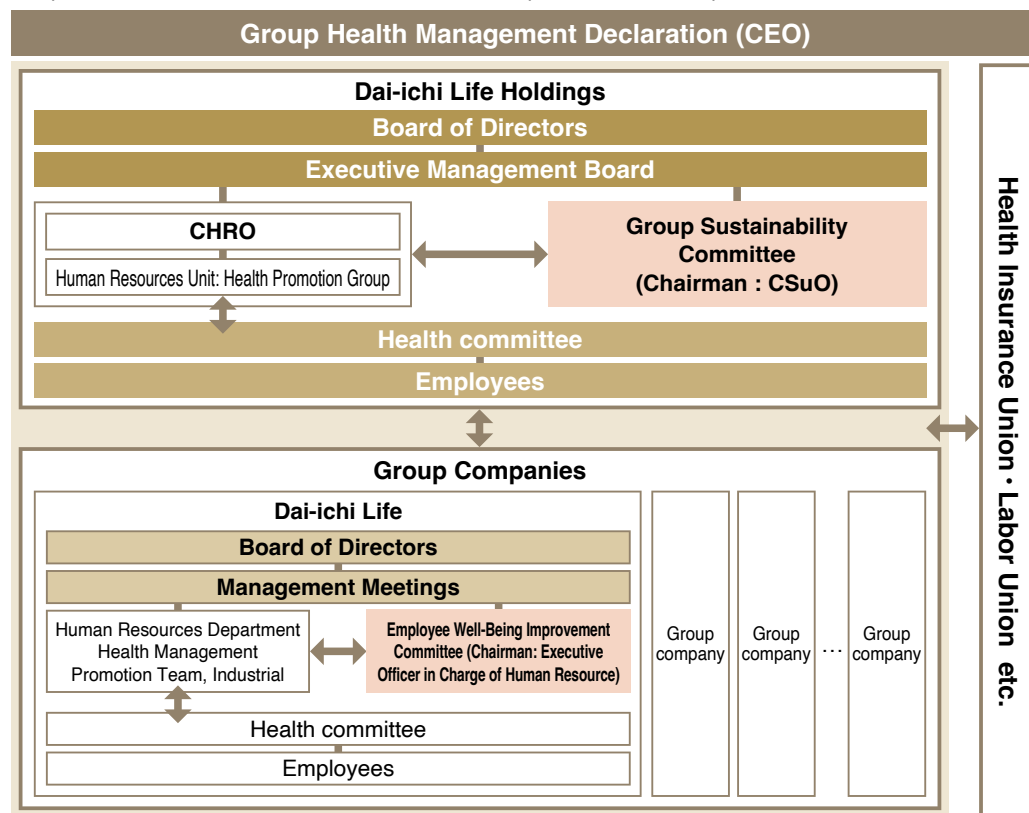 Group Health Management Declaration (CEO)
Dai-ichi Life Holdings
Board of Directors
Executive Management Board
CHRO
Human Resources Unit: Health Promotion Group
Group Sustainability
Committee
(Chairman : CSuO)
Health committee
Employees
Group Companies
Dai-ichi Life
Board of Directors
Management Meetings
Human Resources Department
Health Management
Promotion Team, Industrial
Employee Well-Being Improvement
Committee (Chairman: Executive
Officer in Charge of Human Resource)
Health committee
Employees
Group
company
Group
company
...
Group
company
Health Insurance Union・Labor Union etc.